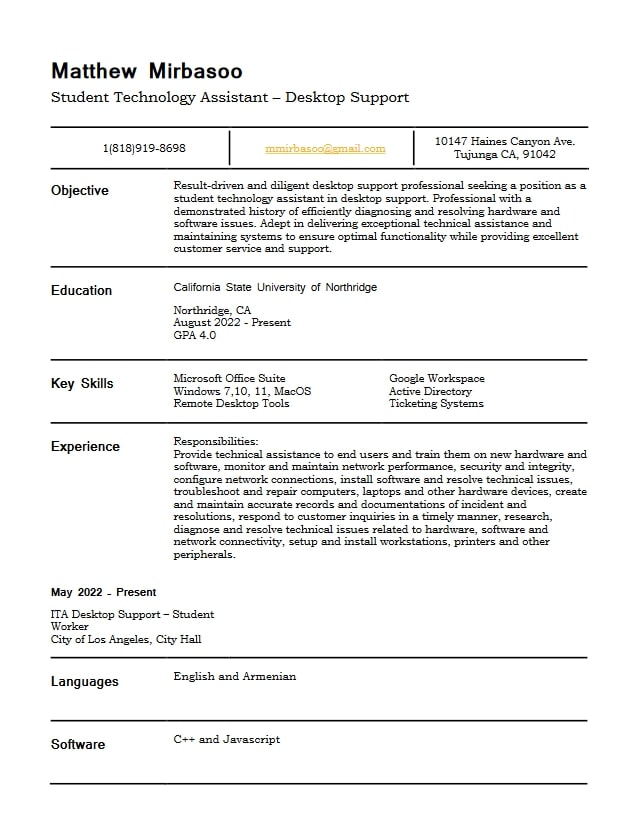 Matthew Mirbasoo
Student Technology Assistant – Desktop Support
1(818)919-8698
mmirbasoo@gmail.com
10147 Haines Canyon Ave.
Tujunga CA, 91042
Objective
Result-driven and diligent desktop support professional seeking a position as a
student technology assistant in desktop support. Professional with a
demonstrated history of efficiently diagnosing and resolving hardware and
software issues. Adept in delivering exceptional technical assistance and
maintaining systems to ensure optimal functionality while providing excellent
customer service and support.
Education
California State University of Northridge
Northridge, CA
August 2022 - Present
GPA 4.0
Key Skills
Microsoft Office Suite
Windows 7,10, 11, MacOS
Remote Desktop Tools
Google Workspace
Active Directory
Ticketing Systems
Experience
Responsibilities:
Provide technical assistance to end users and train them on new hardware and
software, monitor and maintain network performance, security and integrity,
configure network connections, install software and resolve technical issues,
troubleshoot and repair computers, laptops and other hardware devices, create
and maintain accurate records and documentations of incident and
resolutions, respond to customer inquiries in a timely manner, research,
diagnose and resolve technical issues related to hardware, software and
network connectivity, setup and install workstations, printers and other
peripherals.
May 2022 - Present
ITA Desktop Support – Student
Worker
City of Los Angeles, City Hall
Languages
English and Armenian
Software
C++ and Javascript